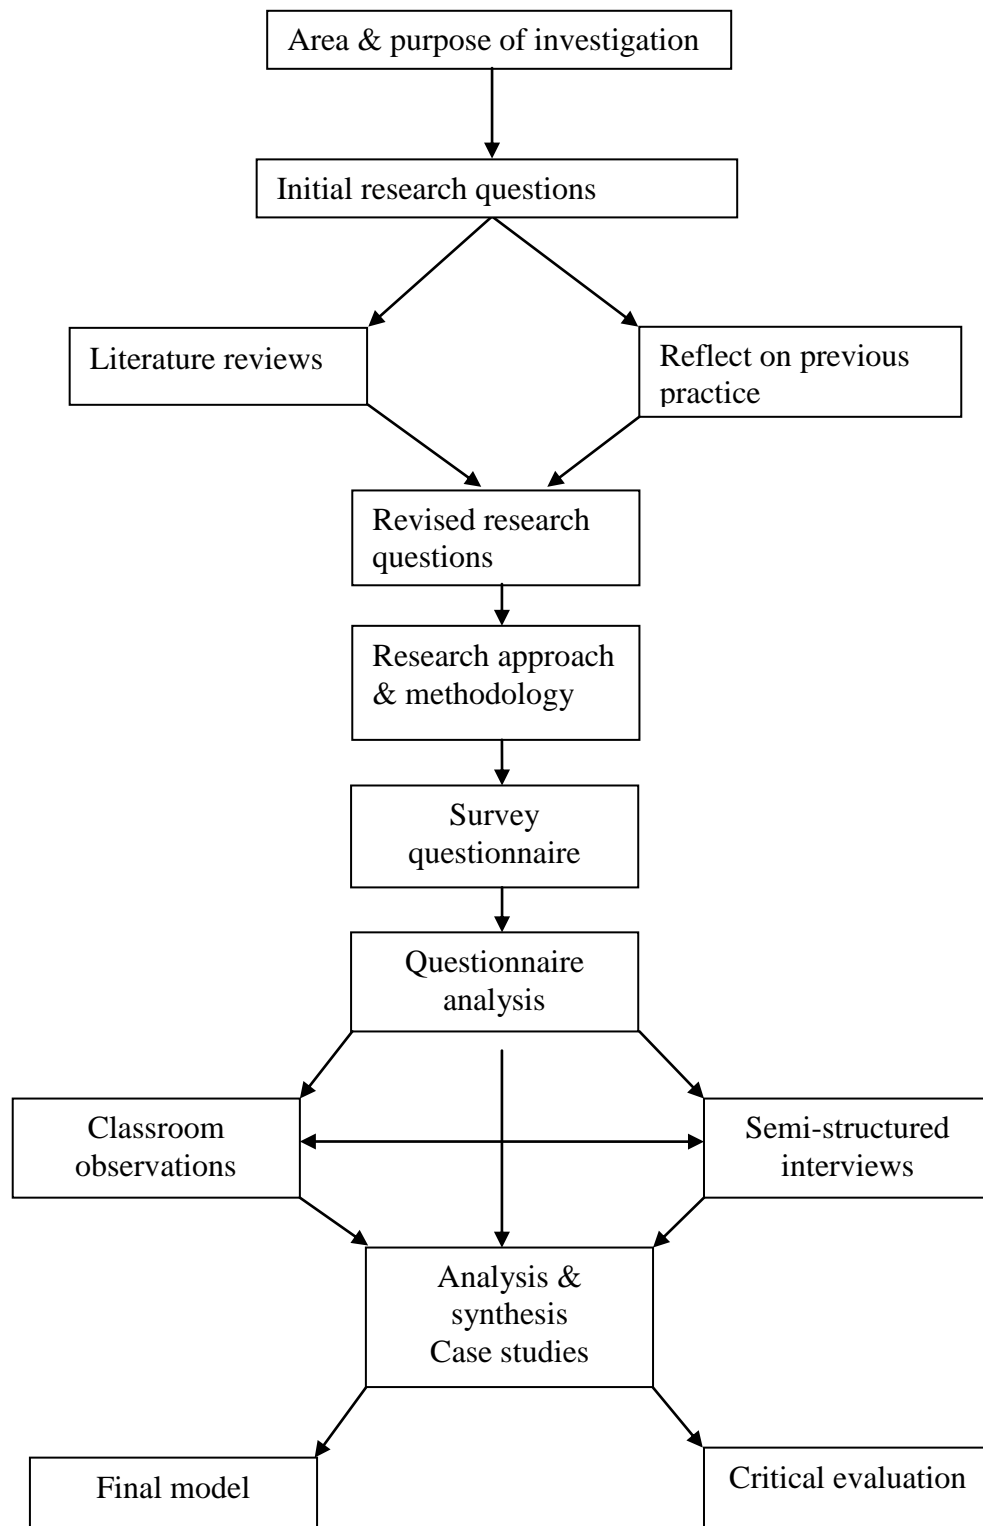 Area & purpose of investigation
Initial research questions
Literature reviews
Reflect on previous
practice
Revised research
questions
Research approach
& methodology
Survey
questionnaire
Questionnaire
analysis
Classroom
observations
Semi-structured
interviews
Analysis &
synthesis
Case studies
Final model
Critical evaluation